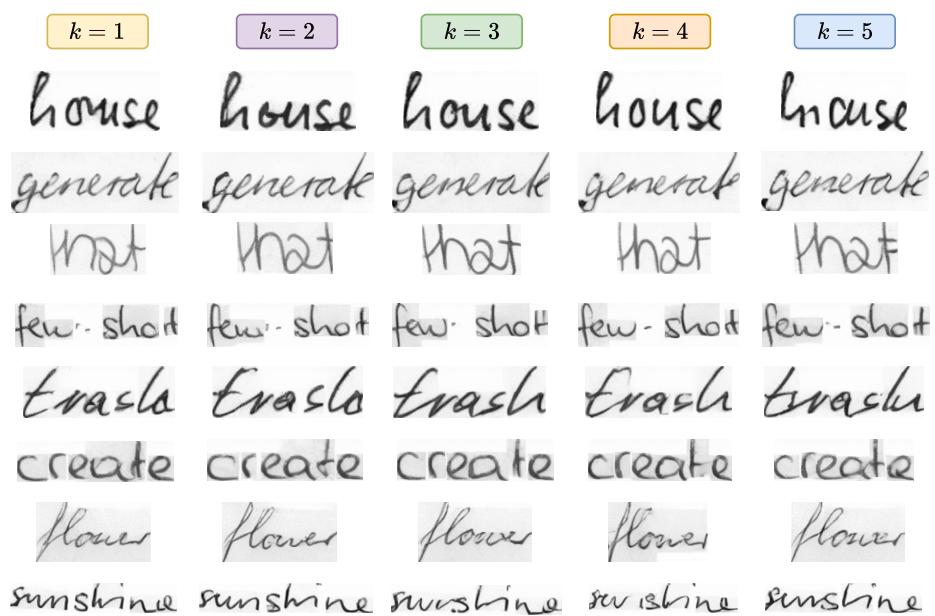 k = 1 k = 2 k = 3 k = 4 k = 5
house house house house house
generate generate generate generate generate
that that that that that
few-shot few-shot few-shot few-shot few-shot
trash trash trash trash trash
create create create create create
flower flower flower flower flower
sunshine sunshine sunshine sunshine sunshine